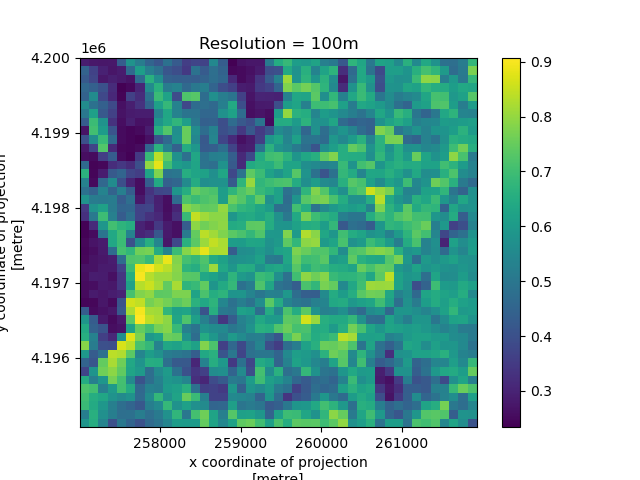 Resolution = 100m
1e6
4.200
4.199
4.198
4.197
4.196
y coordinate of projection
[metre]
258000 259000 260000 261000
x coordinate of projection
[metre]
0.9
0.8
0.7
0.6
0.5
0.4
0.3